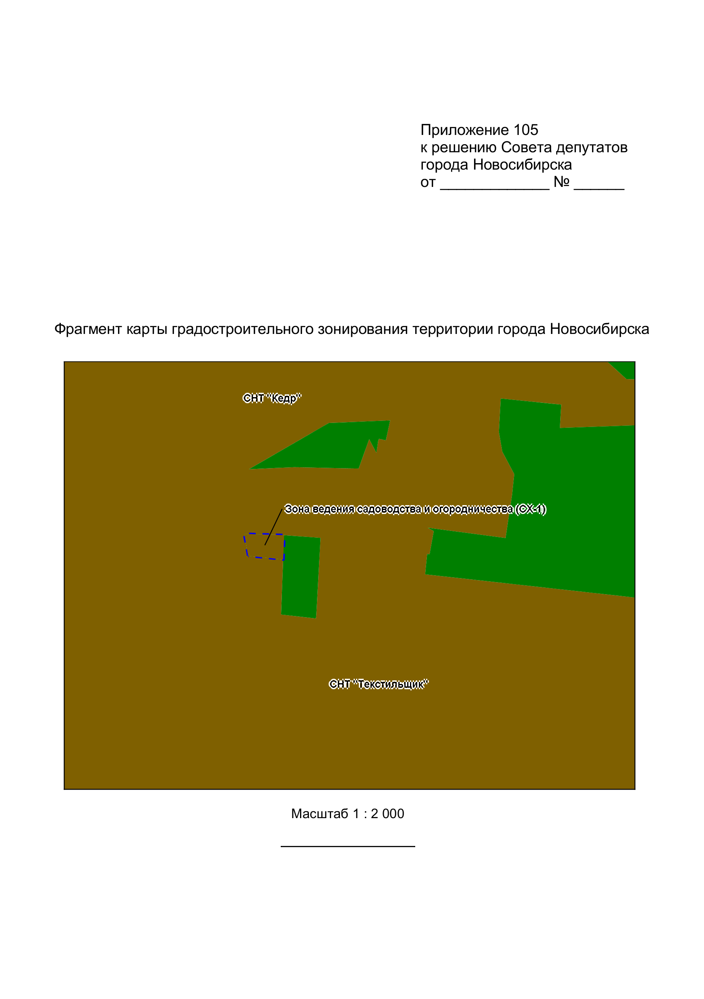 Приложение 105
к решению Совета депутатов
города Новосибирска
от _____________ № ______
Фрагмент карты градостроительного зонирования территории города Новосибирска
СНТ "Кедр"
Зона ведения садоводства и огородничества (СХ-1)
СНТ "Текстильщик"
Масштаб 1 : 2 000